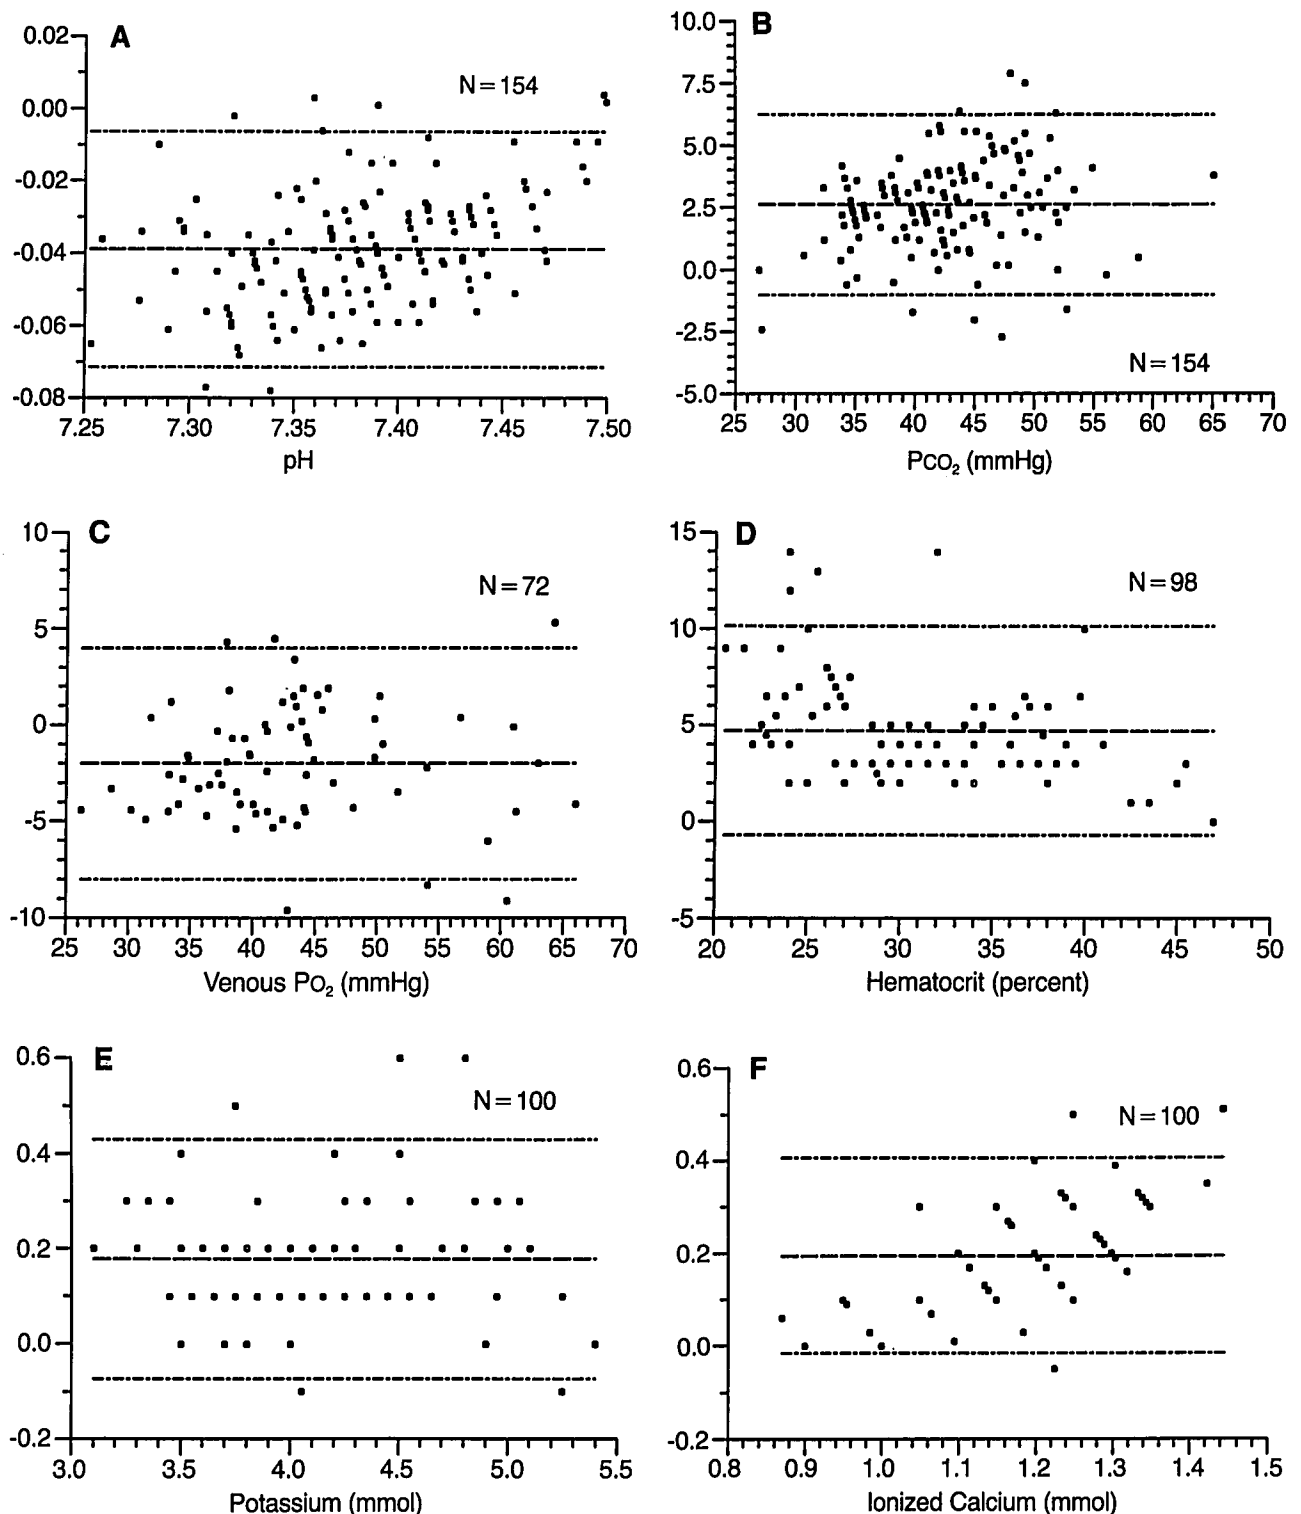 A
N=154
0.02
0.00
-0.02
-0.04
-0.06
-0.08
7.25 7.30 7.35 7.40 7.45 7.50
pH
B
10.0
7.5
5.0
2.5
0.0
-2.5
-5.0
N=154
25 30 35 40 45 50 55 60 65 70
PCO2 (mmHg)
C
N=72
10
5
0
-5
-10
25 30 35 40 45 50 55 60 65 70
Venous PO2 (mmHg)
D
N=98
15
10
5
0
-5
20 25 30 35 40 45 50
Hematocrit (percent)
E
N=100
0.6
0.4
0.2
0.0
-0.2
3.0 3.5 4.0 4.5 5.0 5.5
Potassium (mmol)
F
N=100
0.6
0.4
0.2
0.0
-0.2
0.8 0.9 1.0 1.1 1.2 1.3 1.4 1.5
Ionized Calcium (mmol)